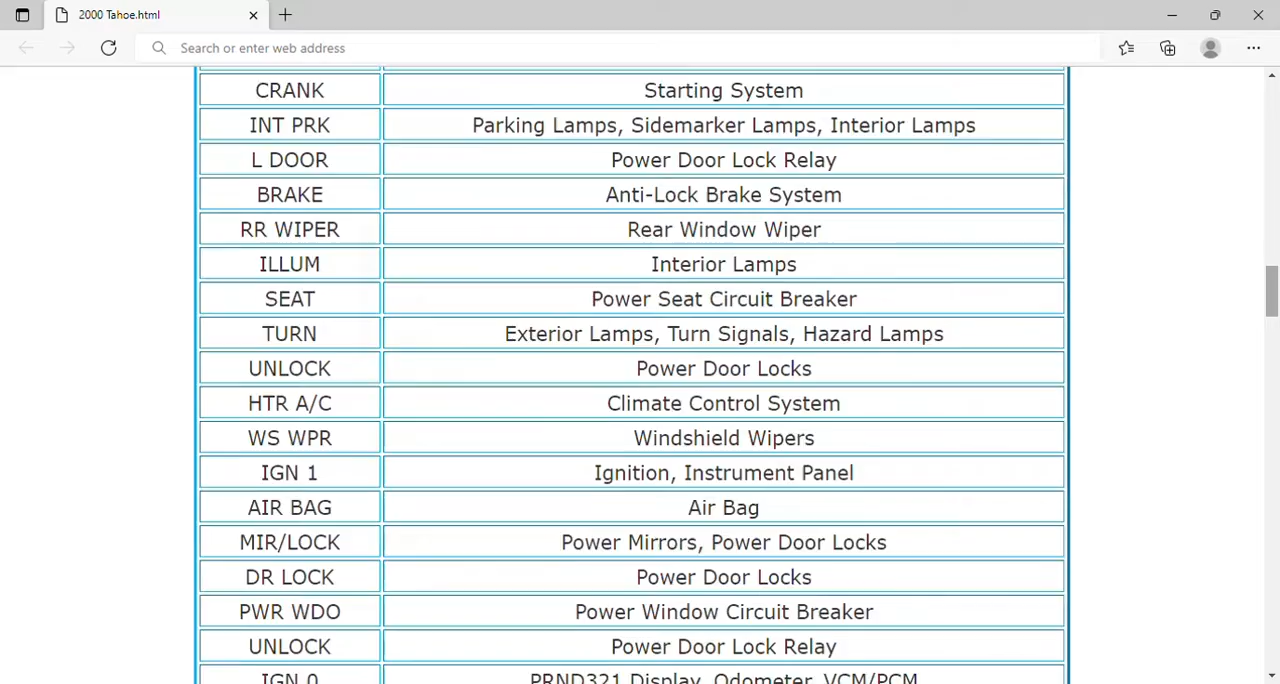 2000 Tahoe.html
Search or enter web address
CRANK Starting System
INT PRK Parking Lamps, Sidemarker Lamps, Interior Lamps
L DOOR Power Door Lock Relay
BRAKE Anti-Lock Brake System
RR WIPER Rear Window Wiper
ILLUM Interior Lamps
SEAT Power Seat Circuit Breaker
TURN Exterior Lamps, Turn Signals, Hazard Lamps
UNLOCK Power Door Locks
HTR A/C Climate Control System
WS WPR Windshield Wipers
IGN 1 Ignition, Instrument Panel
AIR BAG Air Bag
MIR/LOCK Power Mirrors, Power Door Locks
DR LOCK Power Door Locks
PWR WDO Power Window Circuit Breaker
UNLOCK Power Door Lock Relay
IGN 0 PRND321 Display, Odometer, VCM/PCM